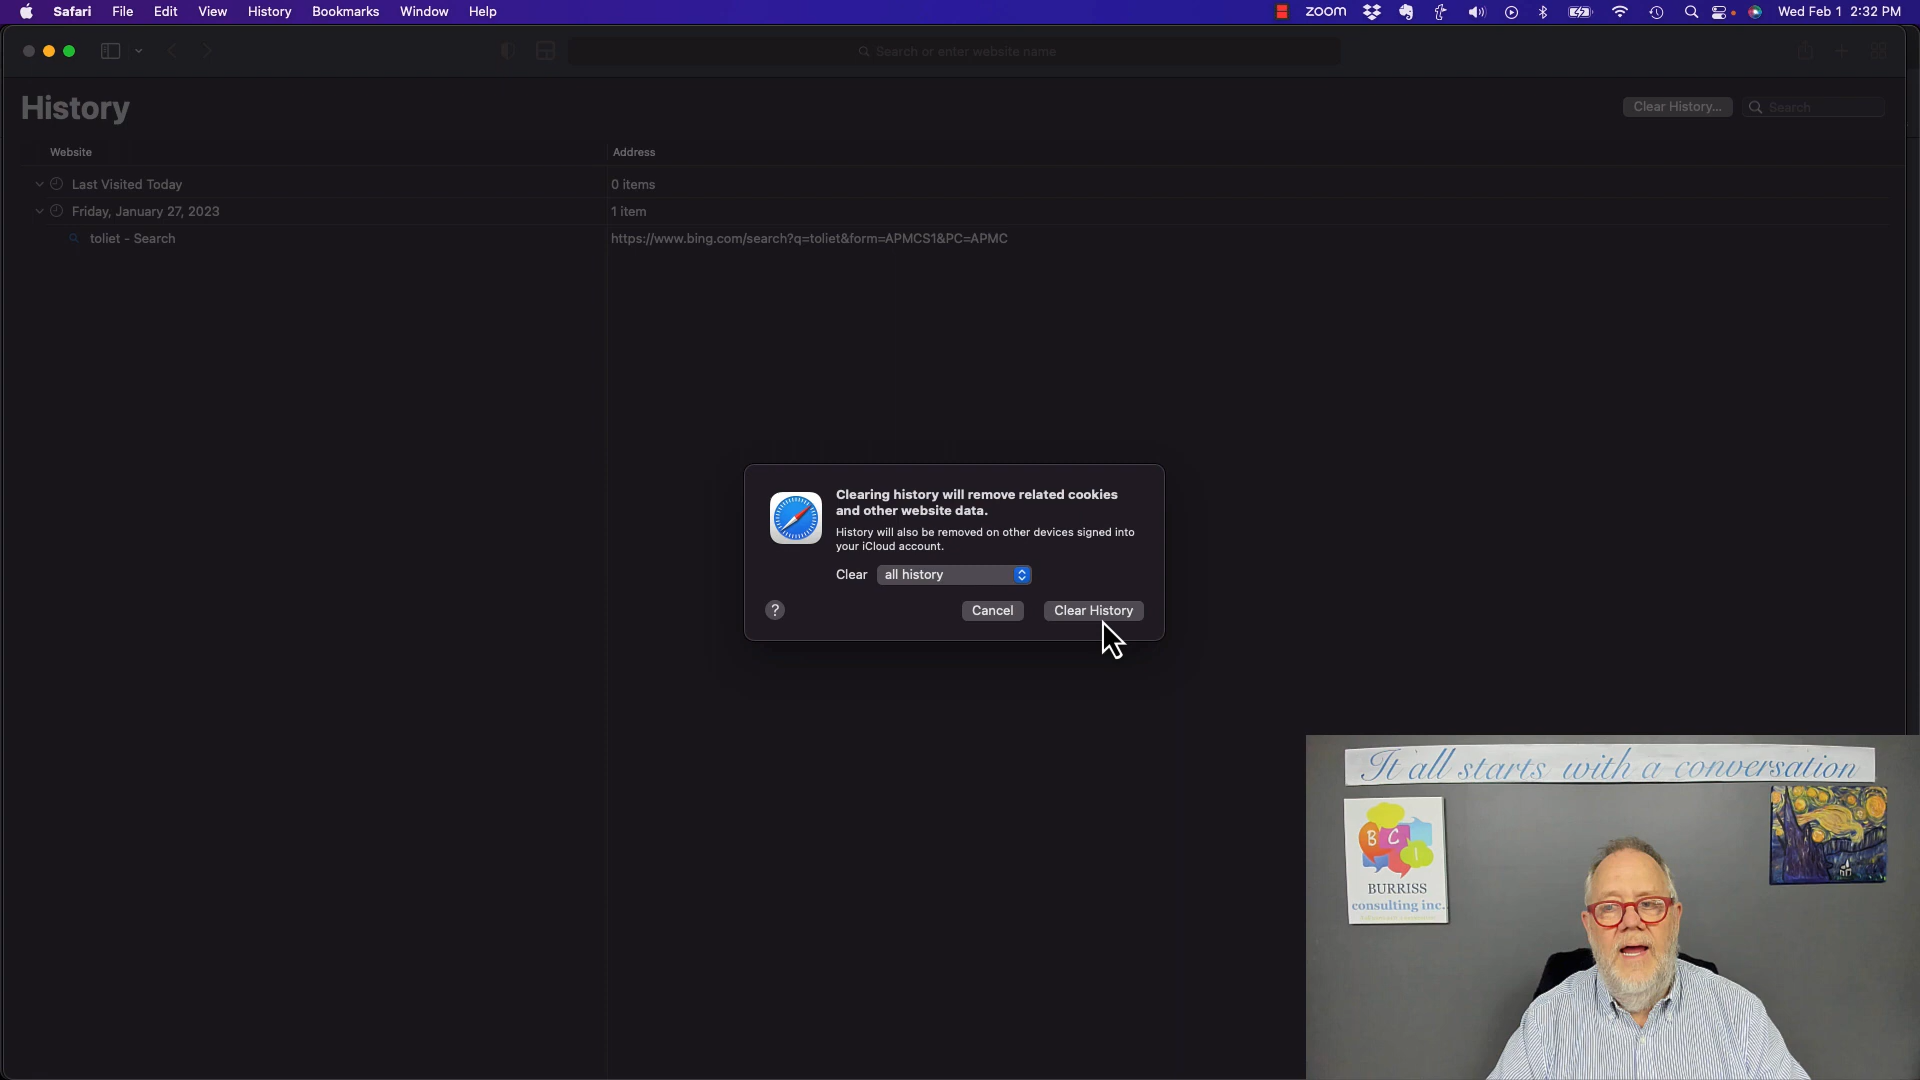 Safari File Edit View History Bookmarks Window Help
zoom
Wed Feb 1 2:32 PM
Search or enter website name
History
Clear History...
Search
Website
Address
Last Visited Today
0 items
Friday, January 27, 2023
1 item
toliet - Search
https://www.bing.com/search?q=toliet&form=APMCS1&PC=APMC
Clearing history will remove related cookies
and other website data.
History will also be removed on other devices signed into
your iCloud account.
Clear all history
? Cancel Clear History
It all starts with a conversation
B C I
BURRISS
consulting inc.